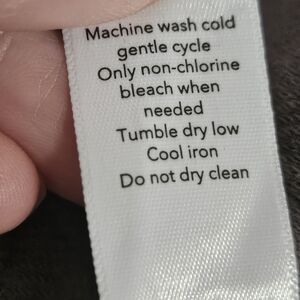 Machine wash cold
gentle cycle
Only non-chlorine
bleach when
needed
Tumble dry low
Cool iron
Do not dry clean